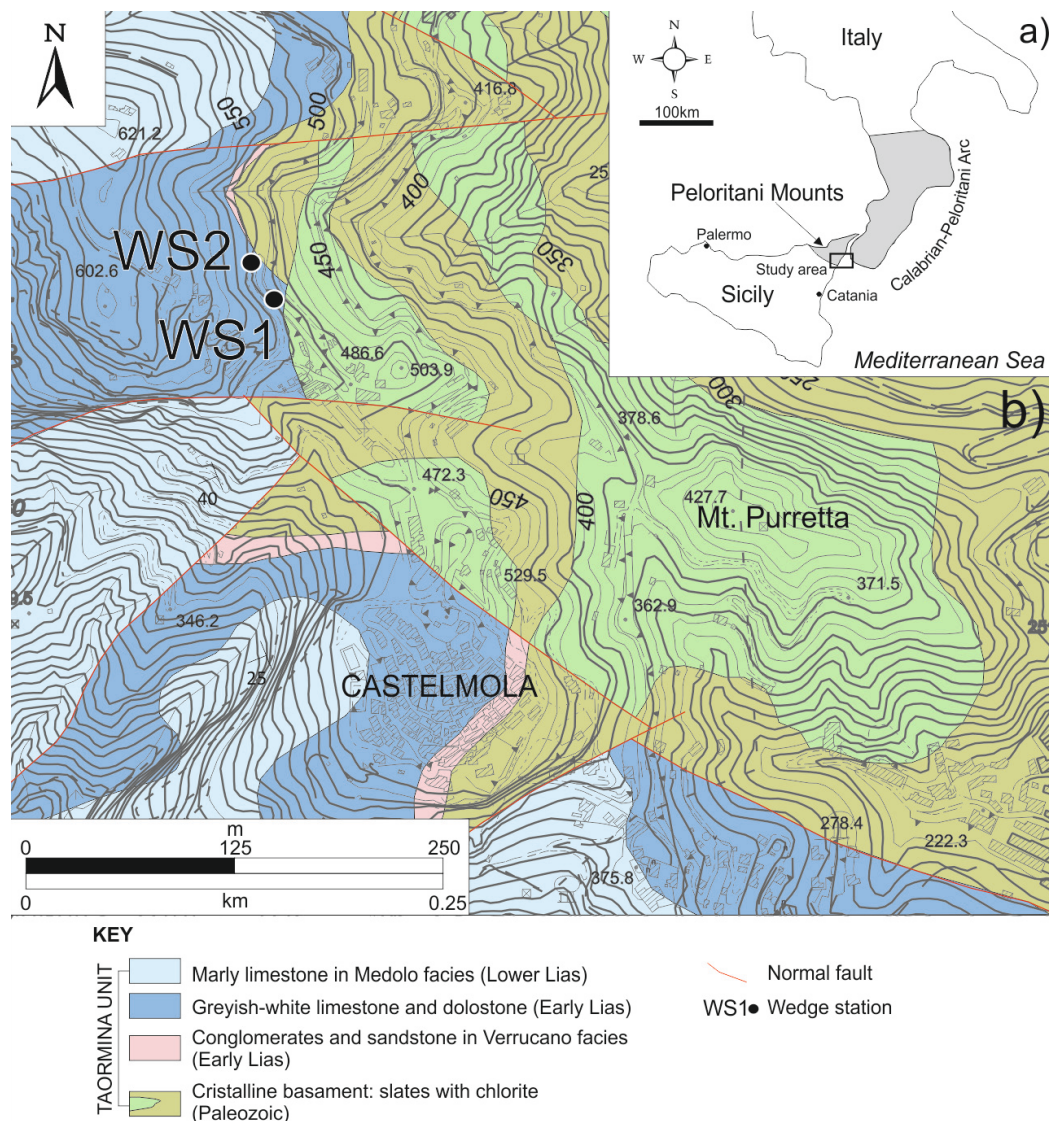 N
550
500
416.8
621.2
400
25
WS2
450
350
602.6
WS1
486.6
503.9
300
378.6
b)
472.3
40
450
400
427.7
Mt. Purretta
529.5
371.5
362.9
346.2
25
CASTELMOLA
278.4
222.3
375.8
a)
N
W
E
S
100km
Italy
Peloritani Mounts
Calabrian-Peloritani Arc
Palermo
Study area
Sicily
Catania
Mediterranean Sea
m
0 125 250
0 km 0.25
KEY
TAORMINA UNIT
Marly limestone in Medolo facies (Lower Lias)
Greyish-white limestone and dolostone (Early Lias)
Conglomerates and sandstone in Verrucano facies
(Early Lias)
Cristalline basament: slates with chlorite
(Paleozoic)
Normal fault
WS1 Wedge station